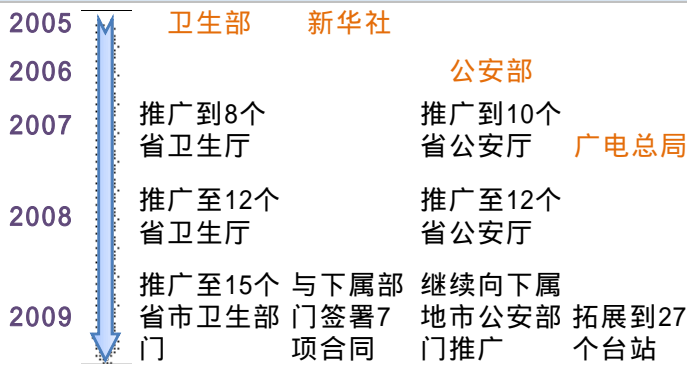 2005 卫生部 新华社
2006 公安部
2007
推广到8个
省卫生厅
推广到10个
省公安厅
广电总局
2008
推广至12个
省卫生厅
推广至12个
省公安厅
2009
推广至15个
省市卫生部
门
与下属部
门签署7
项合同
继续向下属
地市公安部
门推广
拓展到27
个台站